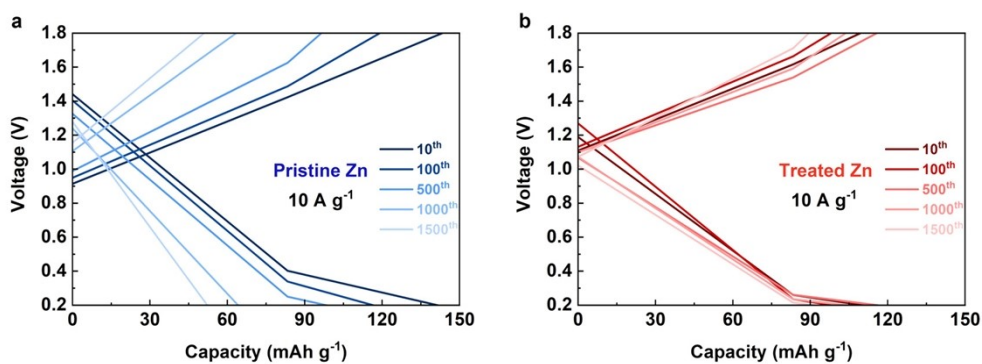 a
1.8
1.6
1.4
1.2
1.0
0.8
0.6
0.4
0.2
Voltage (V)
0 30 60 90 120 150
Capacity (mAh g⁻¹)
Pristine Zn
10 A g⁻¹
10ᵗʰ
100ᵗʰ
500ᵗʰ
1000ᵗʰ
1500ᵗʰ
b
1.8
1.6
1.4
1.2
1.0
0.8
0.6
0.4
0.2
Voltage (V)
0 30 60 90 120 150
Capacity (mAh g⁻¹)
Treated Zn
10 A g⁻¹
10ᵗʰ
100ᵗʰ
500ᵗʰ
1000ᵗʰ
1500ᵗʰ